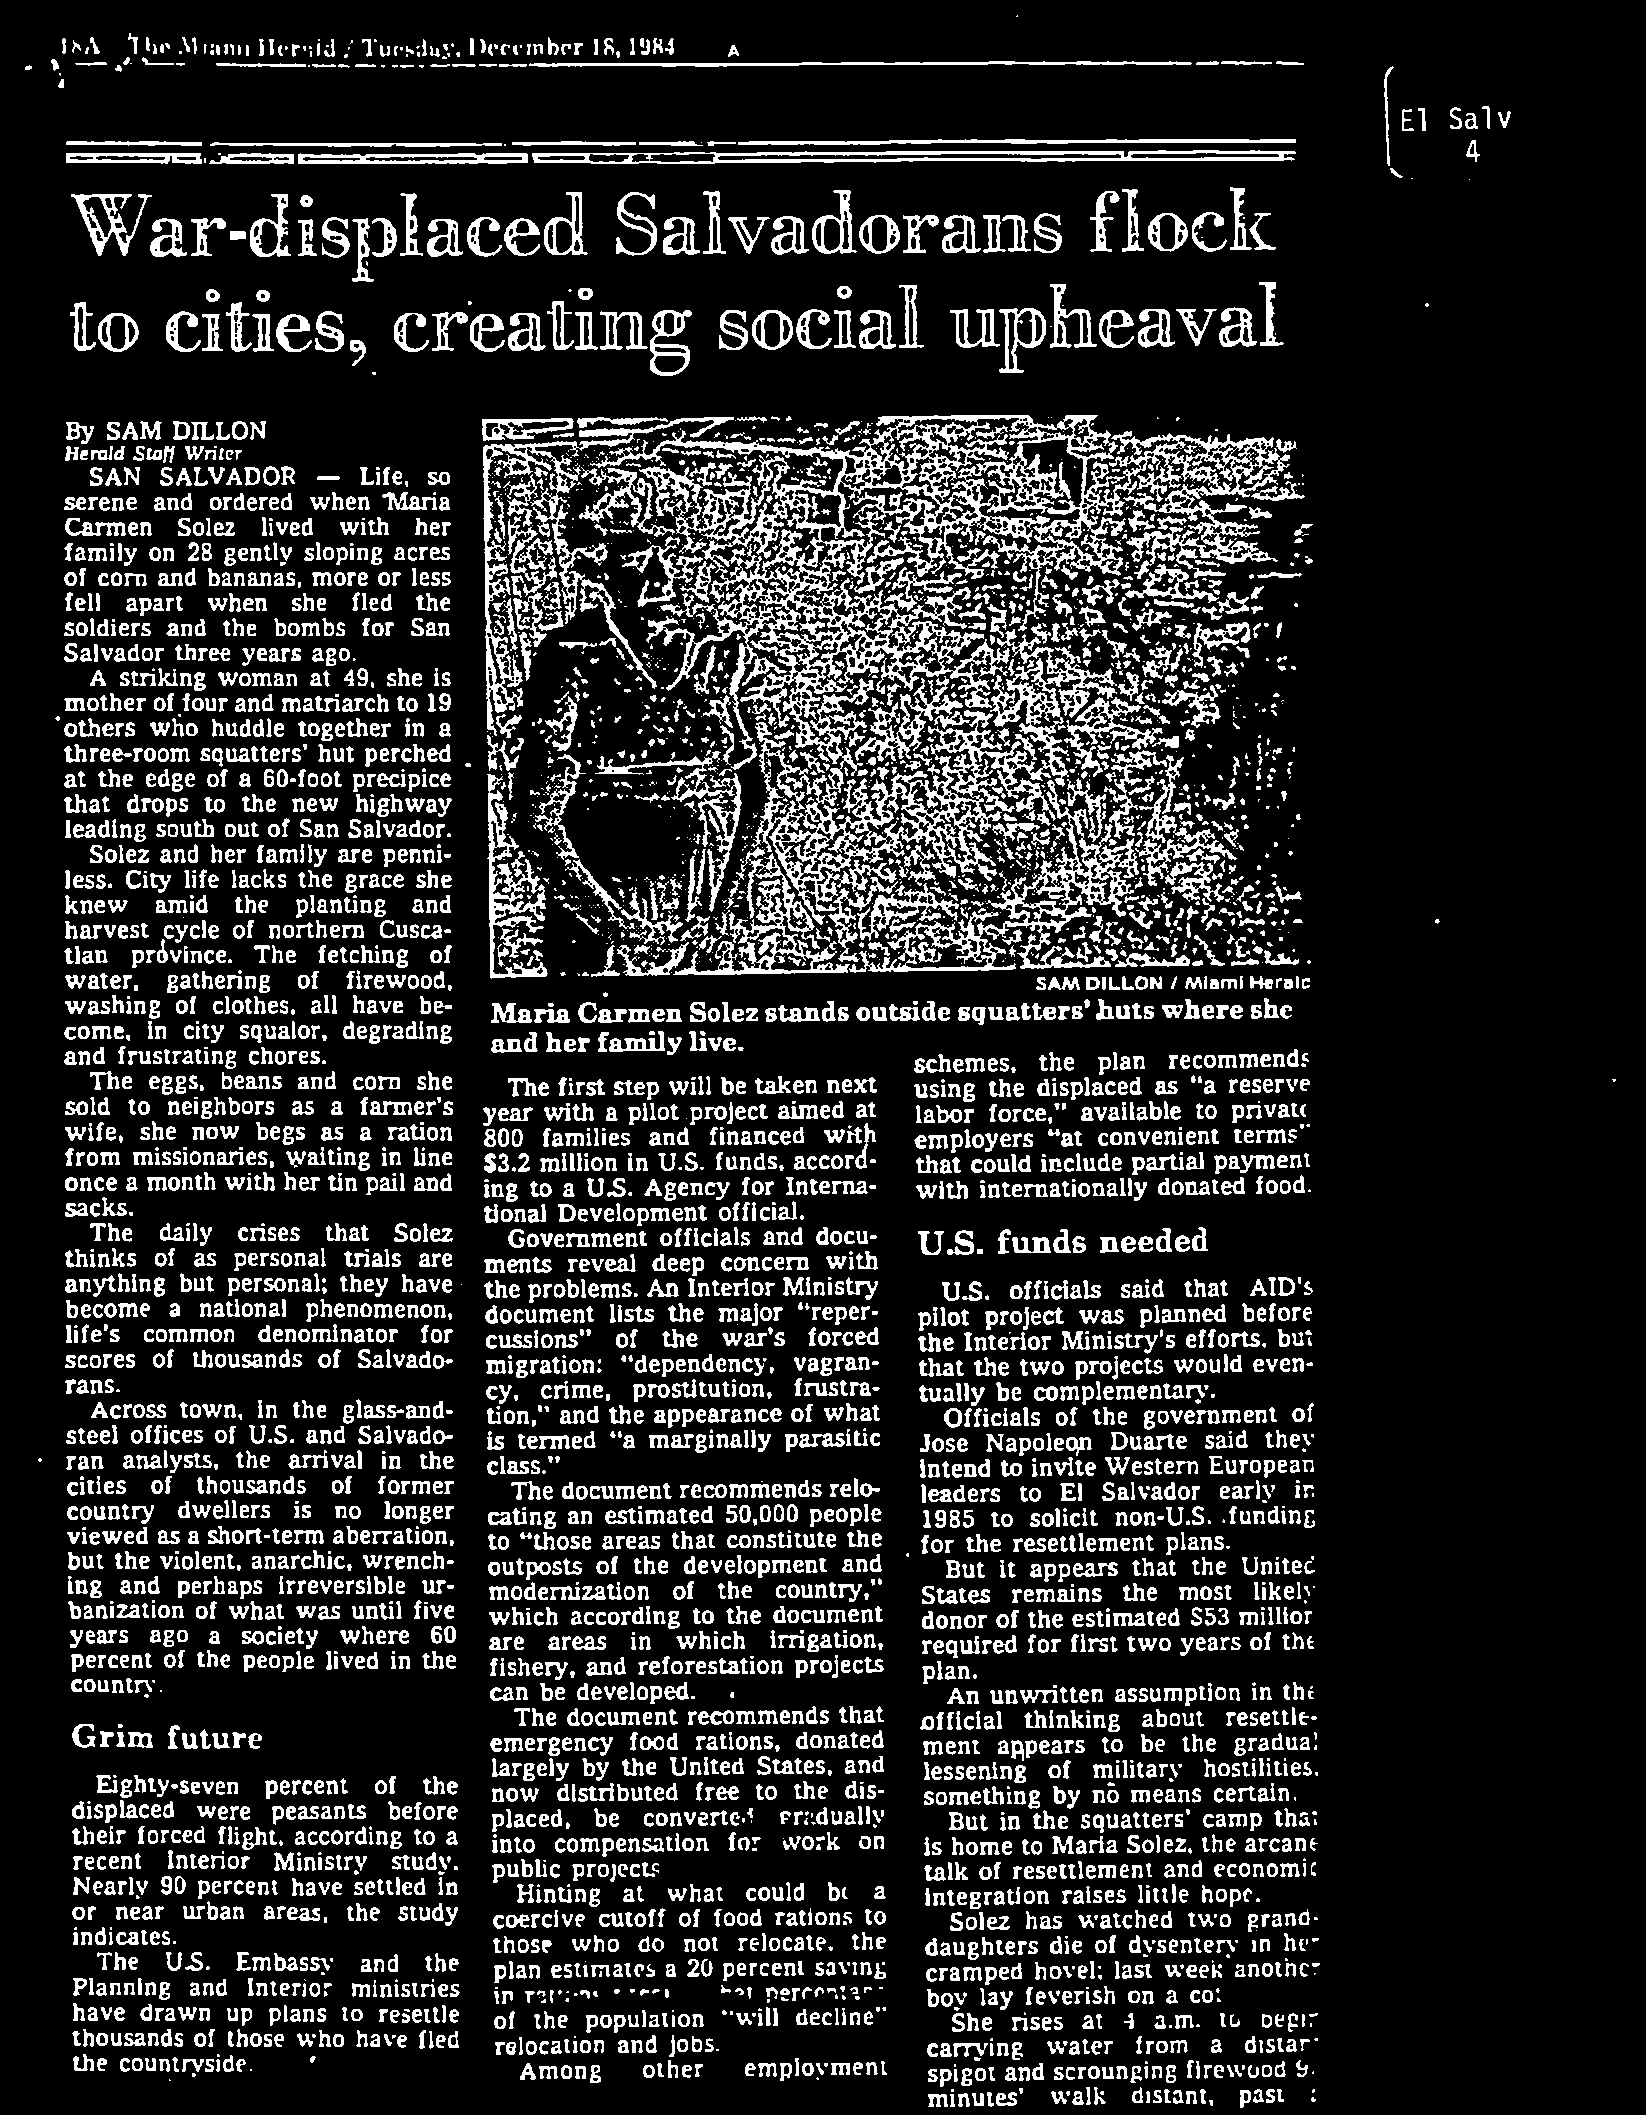 18A The Miami Herald / Tuesday, December 18, 1984 A
El Salv
4
War-displaced Salvadorans flock
to cities, creating social upheaval
By SAM DILLON
Herald Staff Writer
SAN SALVADOR — Life, so
serene and ordered when Maria
Carmen Solez lived with her
family on 28 gently sloping acres
of corn and bananas, more or less
fell apart when she fled the
soldiers and the bombs for San
Salvador three years ago.
A striking woman at 49, she is
mother of four and matriarch to 19
others who huddle together in a
three-room squatters' hut perched
at the edge of a 60-foot precipice
that drops to the new highway
leading south out of San Salvador.
Solez and her family are penni-
less. City life lacks the grace she
knew amid the planting and
harvest cycle of northern Cusca-
tlan province. The fetching of
water, gathering of firewood,
washing of clothes, all have be-
come, in city squalor, degrading
and frustrating chores.
The eggs, beans and corn she
sold to neighbors as a farmer's
wife, she now begs as a ration
from missionaries, waiting in line
once a month with her tin pail and
sacks.
The daily crises that Solez
thinks of as personal trials are
anything but personal; they have
become a national phenomenon,
life's common denominator for
scores of thousands of Salvado-
rans.
Across town, in the glass-and-
steel offices of U.S. and Salvado-
ran analysts, the arrival in the
cities of thousands of former
country dwellers is no longer
viewed as a short-term aberration,
but the violent, anarchic, wrench-
ing and perhaps irreversible ur-
banization of what was until five
years ago a society where 60
percent of the people lived in the
country.
Grim future
Eighty-seven percent of the
displaced were peasants before
their forced flight, according to a
recent Interior Ministry study.
Nearly 90 percent have settled in
or near urban areas, the study
indicates.
The U.S. Embassy and the
Planning and Interior ministries
have drawn up plans to resettle
thousands of those who have fled
the countryside.
SAM DILLON / Miami Herald
Maria Carmen Solez stands outside squatters' huts where she
and her family live.
The first step will be taken next
year with a pilot project aimed at
800 families and financed with
$3.2 million in U.S. funds, accord-
ing to a U.S. Agency for Interna-
tional Development official.
Government officials and docu-
ments reveal deep concern with
the problems. An Interior Ministry
document lists the major "reper-
cussions" of the war's forced
migration: "dependency, vagran-
cy, crime, prostitution, frustra-
tion," and the appearance of what
is termed "a marginally parasitic
class."
The document recommends relo-
cating an estimated 50,000 people
to "those areas that constitute the
outposts of the development and
modernization of the country,"
which according to the document
are areas in which irrigation,
fishery, and reforestation projects
can be developed.
The document recommends that
emergency food rations, donated
largely by the United States, and
now distributed free to the dis-
placed, be converted gradually
into compensation for work on
public projects
Hinting at what could be a
coercive cutoff of food rations to
those who do not relocate, the
plan estimates a 20 percent saving
in
of the population "will decline"
relocation and jobs.
Among other employment
schemes, the plan recommends
using the displaced as "a reserve
labor force," available to private
employers "at convenient terms"
that could include partial payment
with internationally donated food.
U.S. funds needed
U.S. officials said that AID's
pilot project was planned before
the Interior Ministry's efforts, but
that the two projects would even-
tually be complementary.
Officials of the government of
Jose Napoleon Duarte said they
intend to invite Western European
leaders to El Salvador early in
1985 to solicit non-U.S. funding
for the resettlement plans.
But it appears that the United
States remains the most likely
donor of the estimated $53 million
required for first two years of the
plan.
An unwritten assumption in the
official thinking about resettle-
ment appears to be the gradual
lessening of military hostilities,
something by no means certain.
But in the squatters' camp that
is home to Maria Solez, the arcane
talk of resettlement and economic
integration raises little hope.
Solez has watched two grand-
daughters die of dysentery in her
cramped hovel; last week another
boy lay feverish on a cot
She rises at 4 a.m. to begin
carrying water from a distant
spigot and scrounging firewood
minutes' walk distant, past